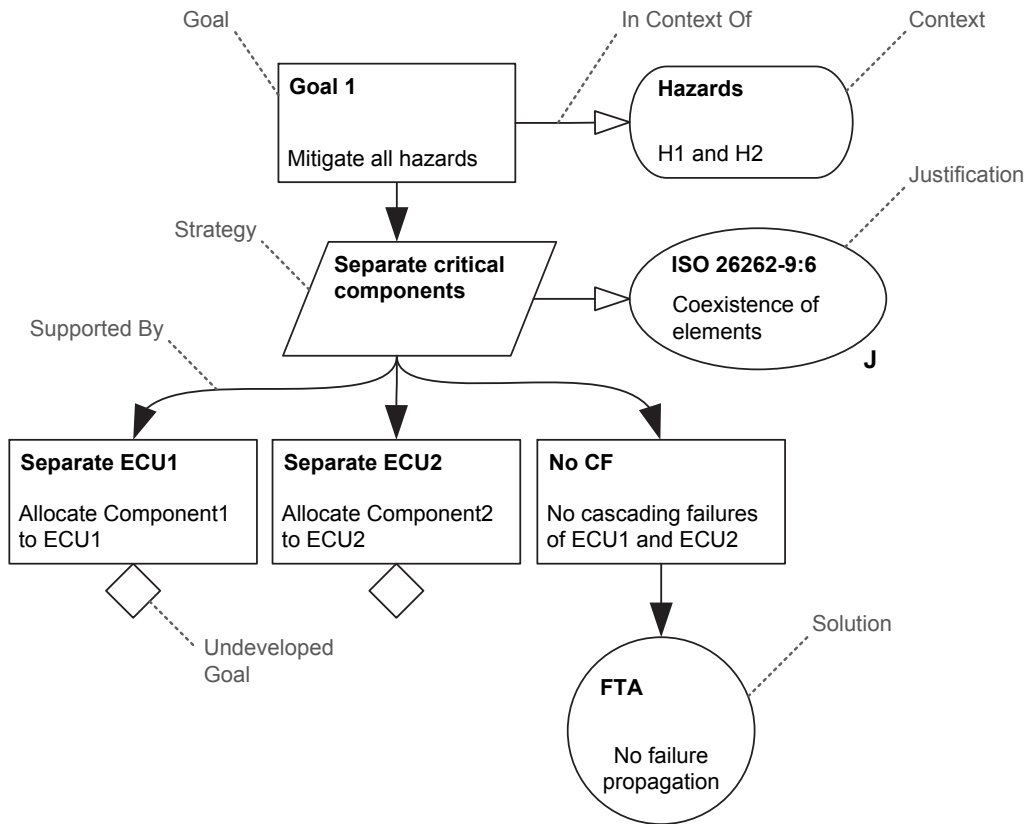 Goal
In Context Of
Context
Goal 1
Mitigate all hazards
Hazards
H1 and H2
Justification
Strategy
Separate critical
components
ISO 26262-9:6
Coexistence of
elements
J
Supported By
Separate ECU1
Allocate Component1
to ECU1
Separate ECU2
Allocate Component2
to ECU2
No CF
No cascading failures
of ECU1 and ECU2
Undeveloped
Goal
Solution
FTA
No failure
propagation